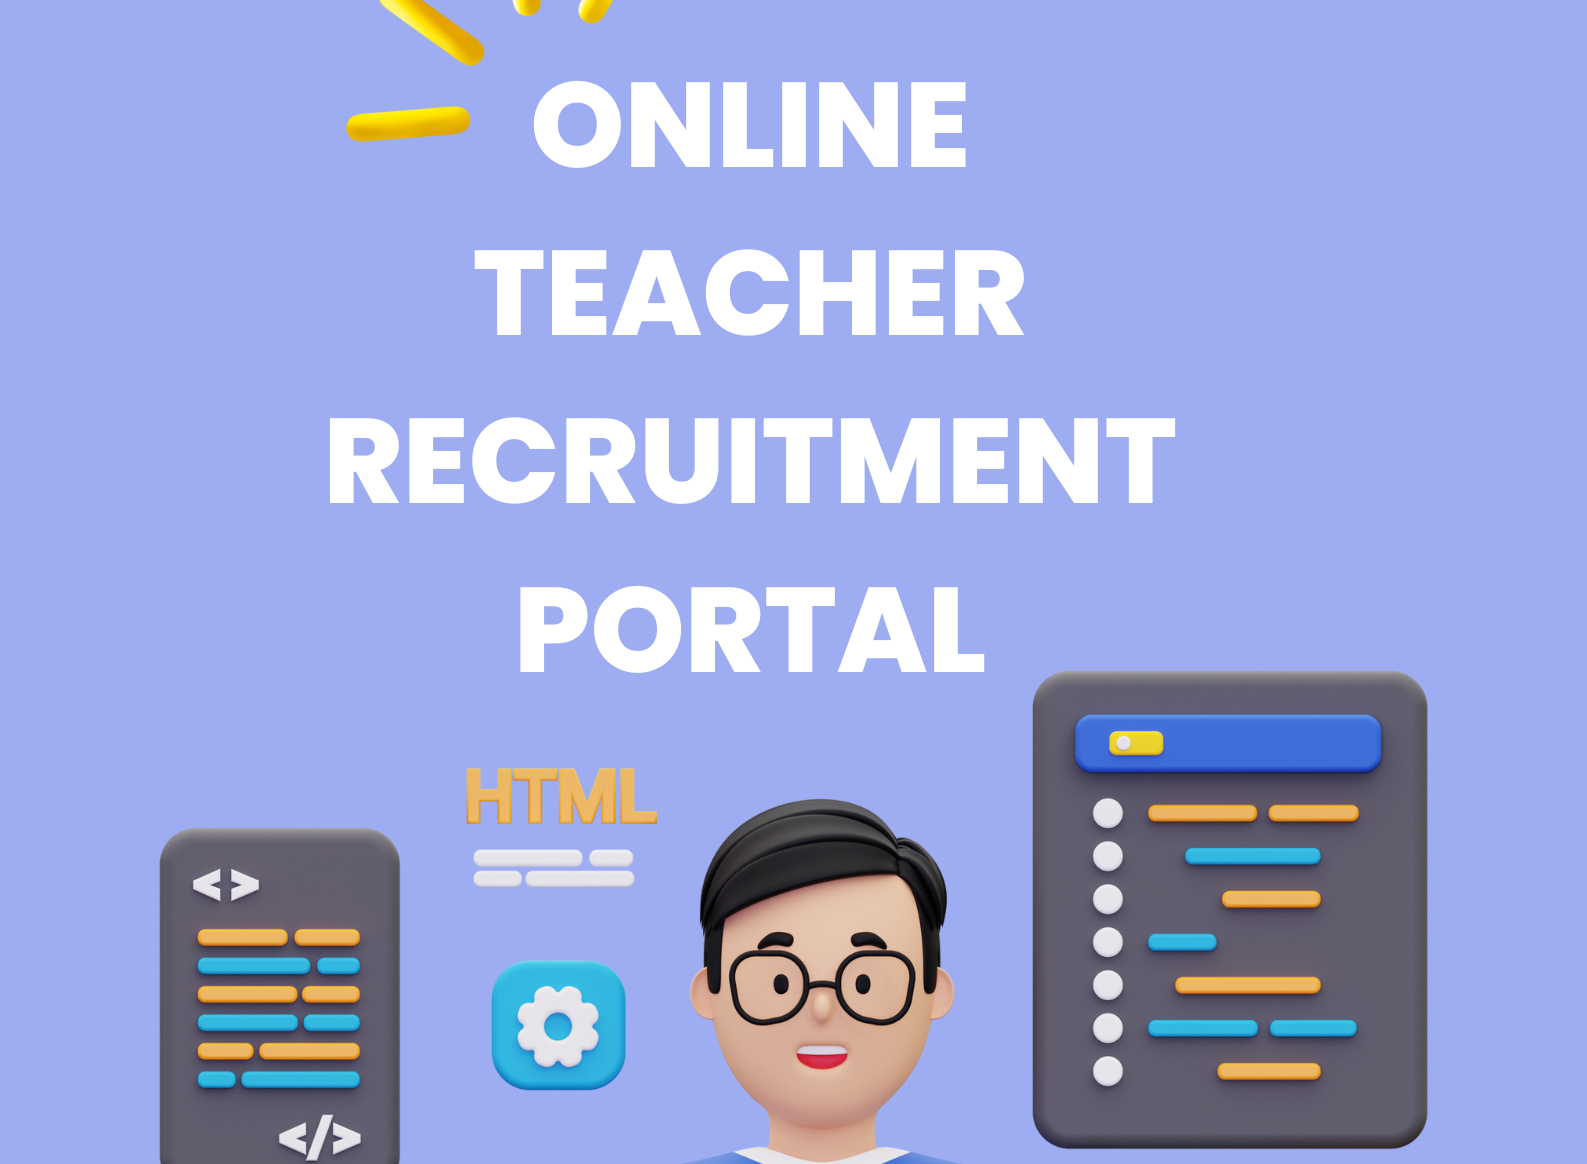 ONLINE
TEACHER
RECRUITMENT
PORTAL
HTML
<>
</>